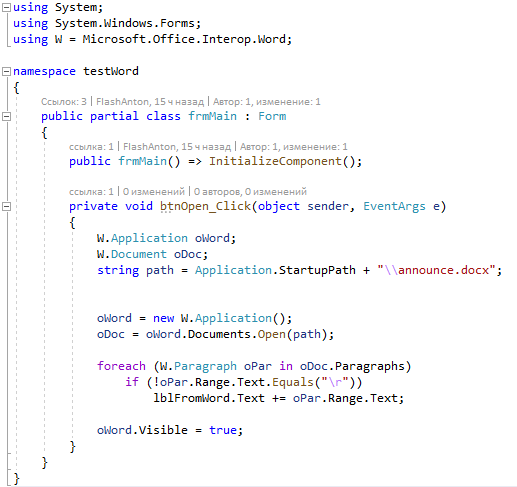 using System;
using System.Windows.Forms;
using W = Microsoft.Office.Interop.Word;
namespace testWord
{
Ссылок: 3 | FlashAnton, 15 ч назад | Автор: 1, изменение: 1
public partial class frmMain : Form
{
ссылка: 1 | FlashAnton, 15 ч назад | Автор: 1, изменение: 1
public frmMain() => InitializeComponent();
ссылка: 1 | 0 изменений | 0 авторов, 0 изменений
private void btnOpen_Click(object sender, EventArgs e)
{
W.Application oWord;
W.Document oDoc;
string path = Application.StartupPath + "\\announce.docx";
oWord = new W.Application();
oDoc = oWord.Documents.Open(path);
foreach (W.Paragraph oPar in oDoc.Paragraphs)
if (!oPar.Range.Text.Equals("\r"))
lblFromWord.Text += oPar.Range.Text;
oWord.Visible = true;
}
}
}